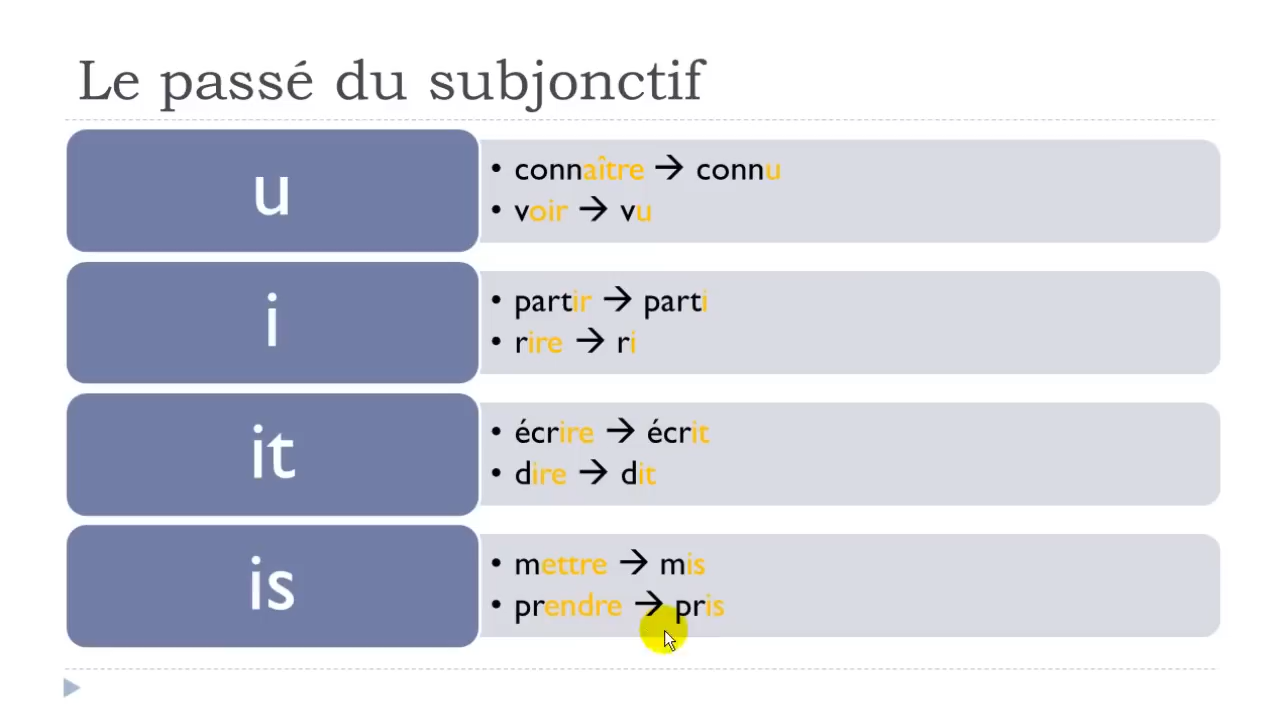 Le passé du subjonctif
u
• connaître → connu
• voir → vu
i
• partir → parti
• rire → ri
it
• écrire → écrit
• dire → dit
is
• mettre → mis
• prendre → pris